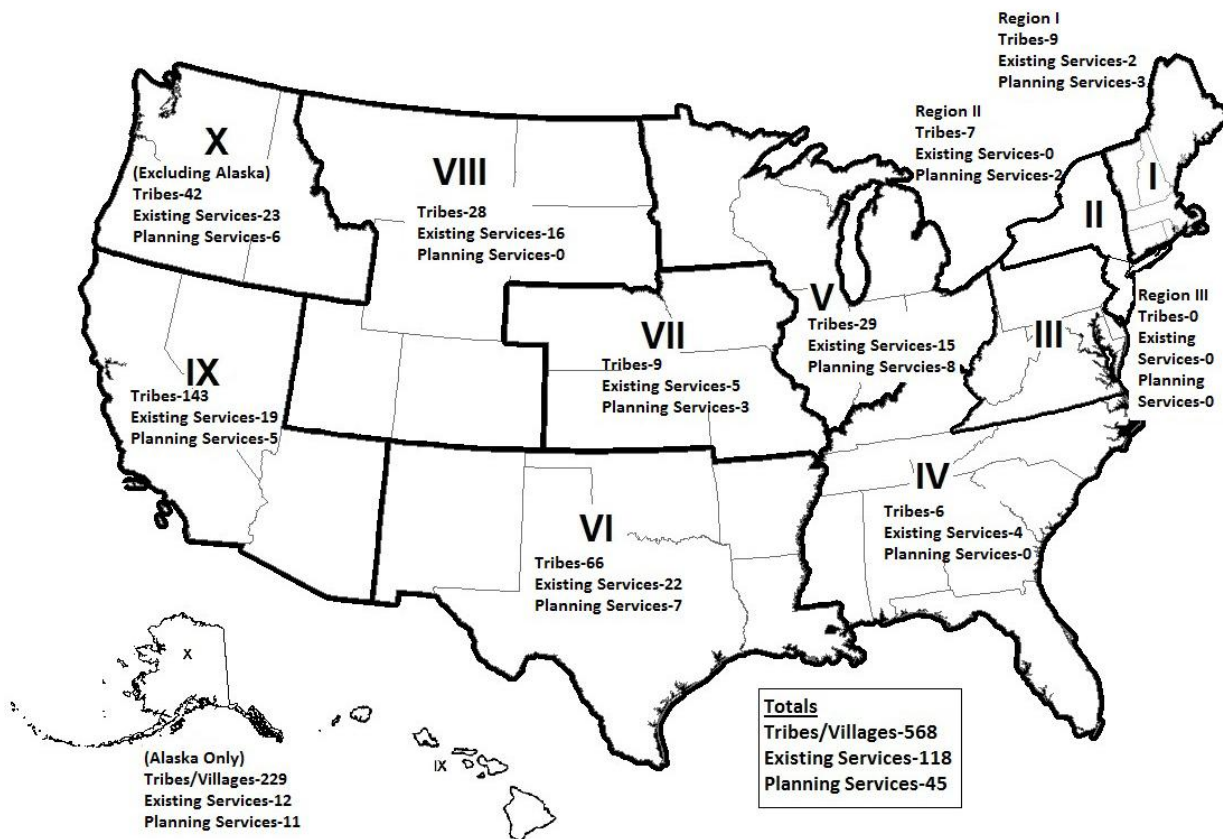 Region I
Tribes-9
Existing Services-2
Planning Services-3
Region II
Tribes-7
Existing Services-0
Planning Services-2
X
(Excluding Alaska)
Tribes-42
Existing Services-23
Planning Services-6
VIII
Tribes-28
Existing Services-16
Planning Services-0
I
II
V
Tribes-29
Existing Services-15
Planning Servcies-8
III
Region III
Tribes-0
Existing
Services-0
Planning
Services-0
VII
Tribes-9
Existing Services-5
Planning Services-3
IX
Tribes-143
Existing Services-19
Planning Services-5
IV
Tribes-6
Existing Services-4
Planning Services-0
VI
Tribes-66
Existing Services-22
Planning Services-7
X
(Alaska Only)
Tribes/Villages-229
Existing Services-12
Planning Services-11
IX
Totals
Tribes/Villages-568
Existing Services-118
Planning Services-45